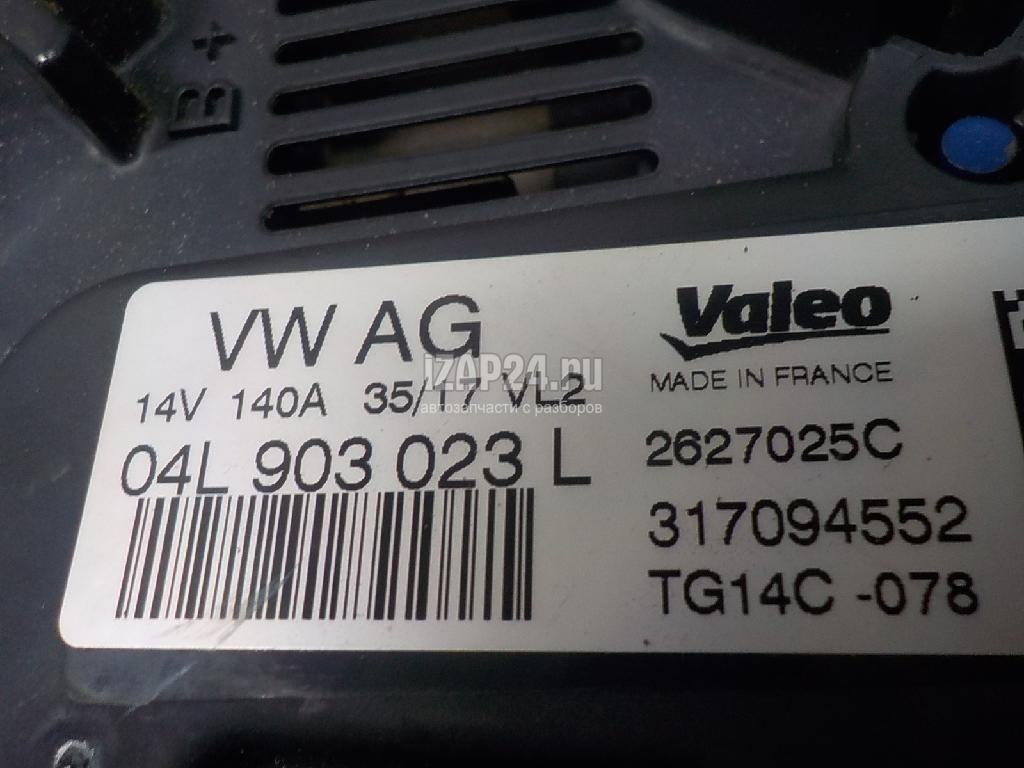 B+
VW AG
14V 140A 35/17 VL2
04L 903 023 L
Valeo
MADE IN FRANCE
2627025C
317094552
TG14C -078
IZAP24.ru
автозапчасти с разборов